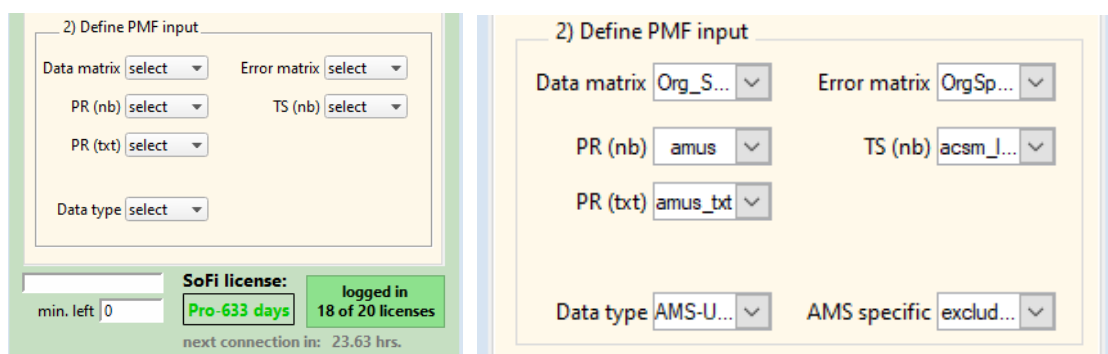 2) Define PMF input
Data matrix select Error matrix select
PR (nb) select TS (nb) select
PR (txt) select
Data type select
SoFi license:
min. left 0
Pro-633 days
logged in
18 of 20 licenses
next connection in: 23.63 hrs.
2) Define PMF input
Data matrix Org_S... Error matrix OrgSp...
PR (nb) amus TS (nb) acsm_l...
PR (txt) amus_txt
Data type AMS-U... AMS specific exclud...